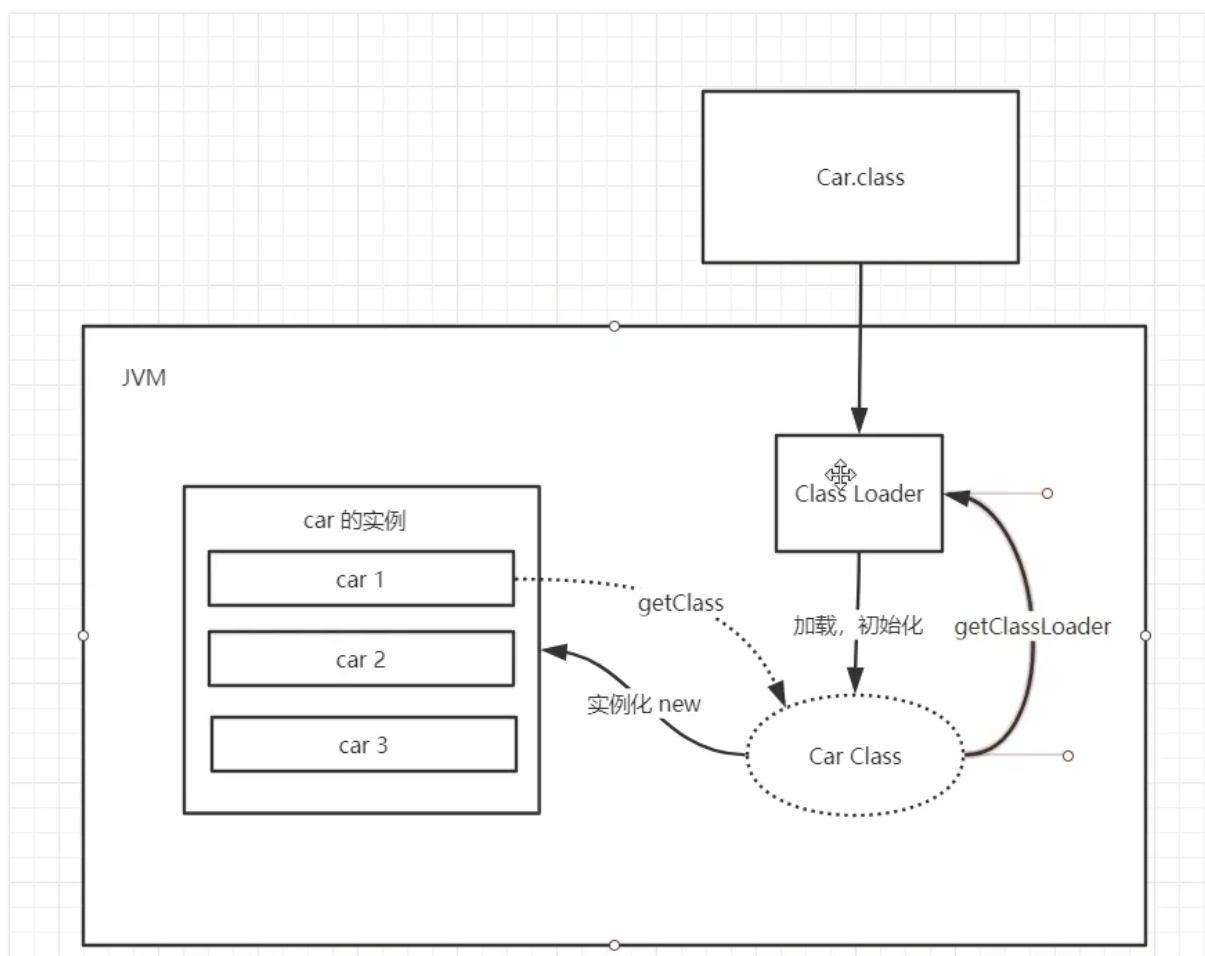 Car.class
JVM
Class Loader
car 的实例
car 1
getClass
加载，初始化
getClassLoader
car 2
实例化 new
car 3
Car Class